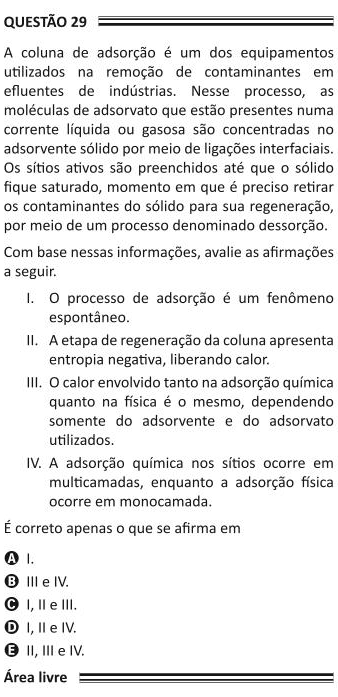 QUESTÃO 29
A coluna de adsorção é um dos equipamentos
utilizados na remoção de contaminantes em
efluentes de indústrias. Nesse processo, as
moléculas de adsorvato que estão presentes numa
corrente líquida ou gasosa são concentradas no
adsorvente sólido por meio de ligações interfaciais.
Os sítios ativos são preenchidos até que o sólido
fique saturado, momento em que é preciso retirar
os contaminantes do sólido para sua regeneração,
por meio de um processo denominado dessorção.
Com base nessas informações, avalie as afirmações
a seguir.
I. O processo de adsorção é um fenômeno
espontâneo.
II. A etapa de regeneração da coluna apresenta
entropia negativa, liberando calor.
III. O calor envolvido tanto na adsorção química
quanto na física é o mesmo, dependendo
somente do adsorvente e do adsorvato
utilizados.
IV. A adsorção química nos sítios ocorre em
multicamadas, enquanto a adsorção física
ocorre em monocamada.
É correto apenas o que se afirma em
A I.
B III e IV.
C I, II e III.
D I, II e IV.
E II, III e IV.
Área livre